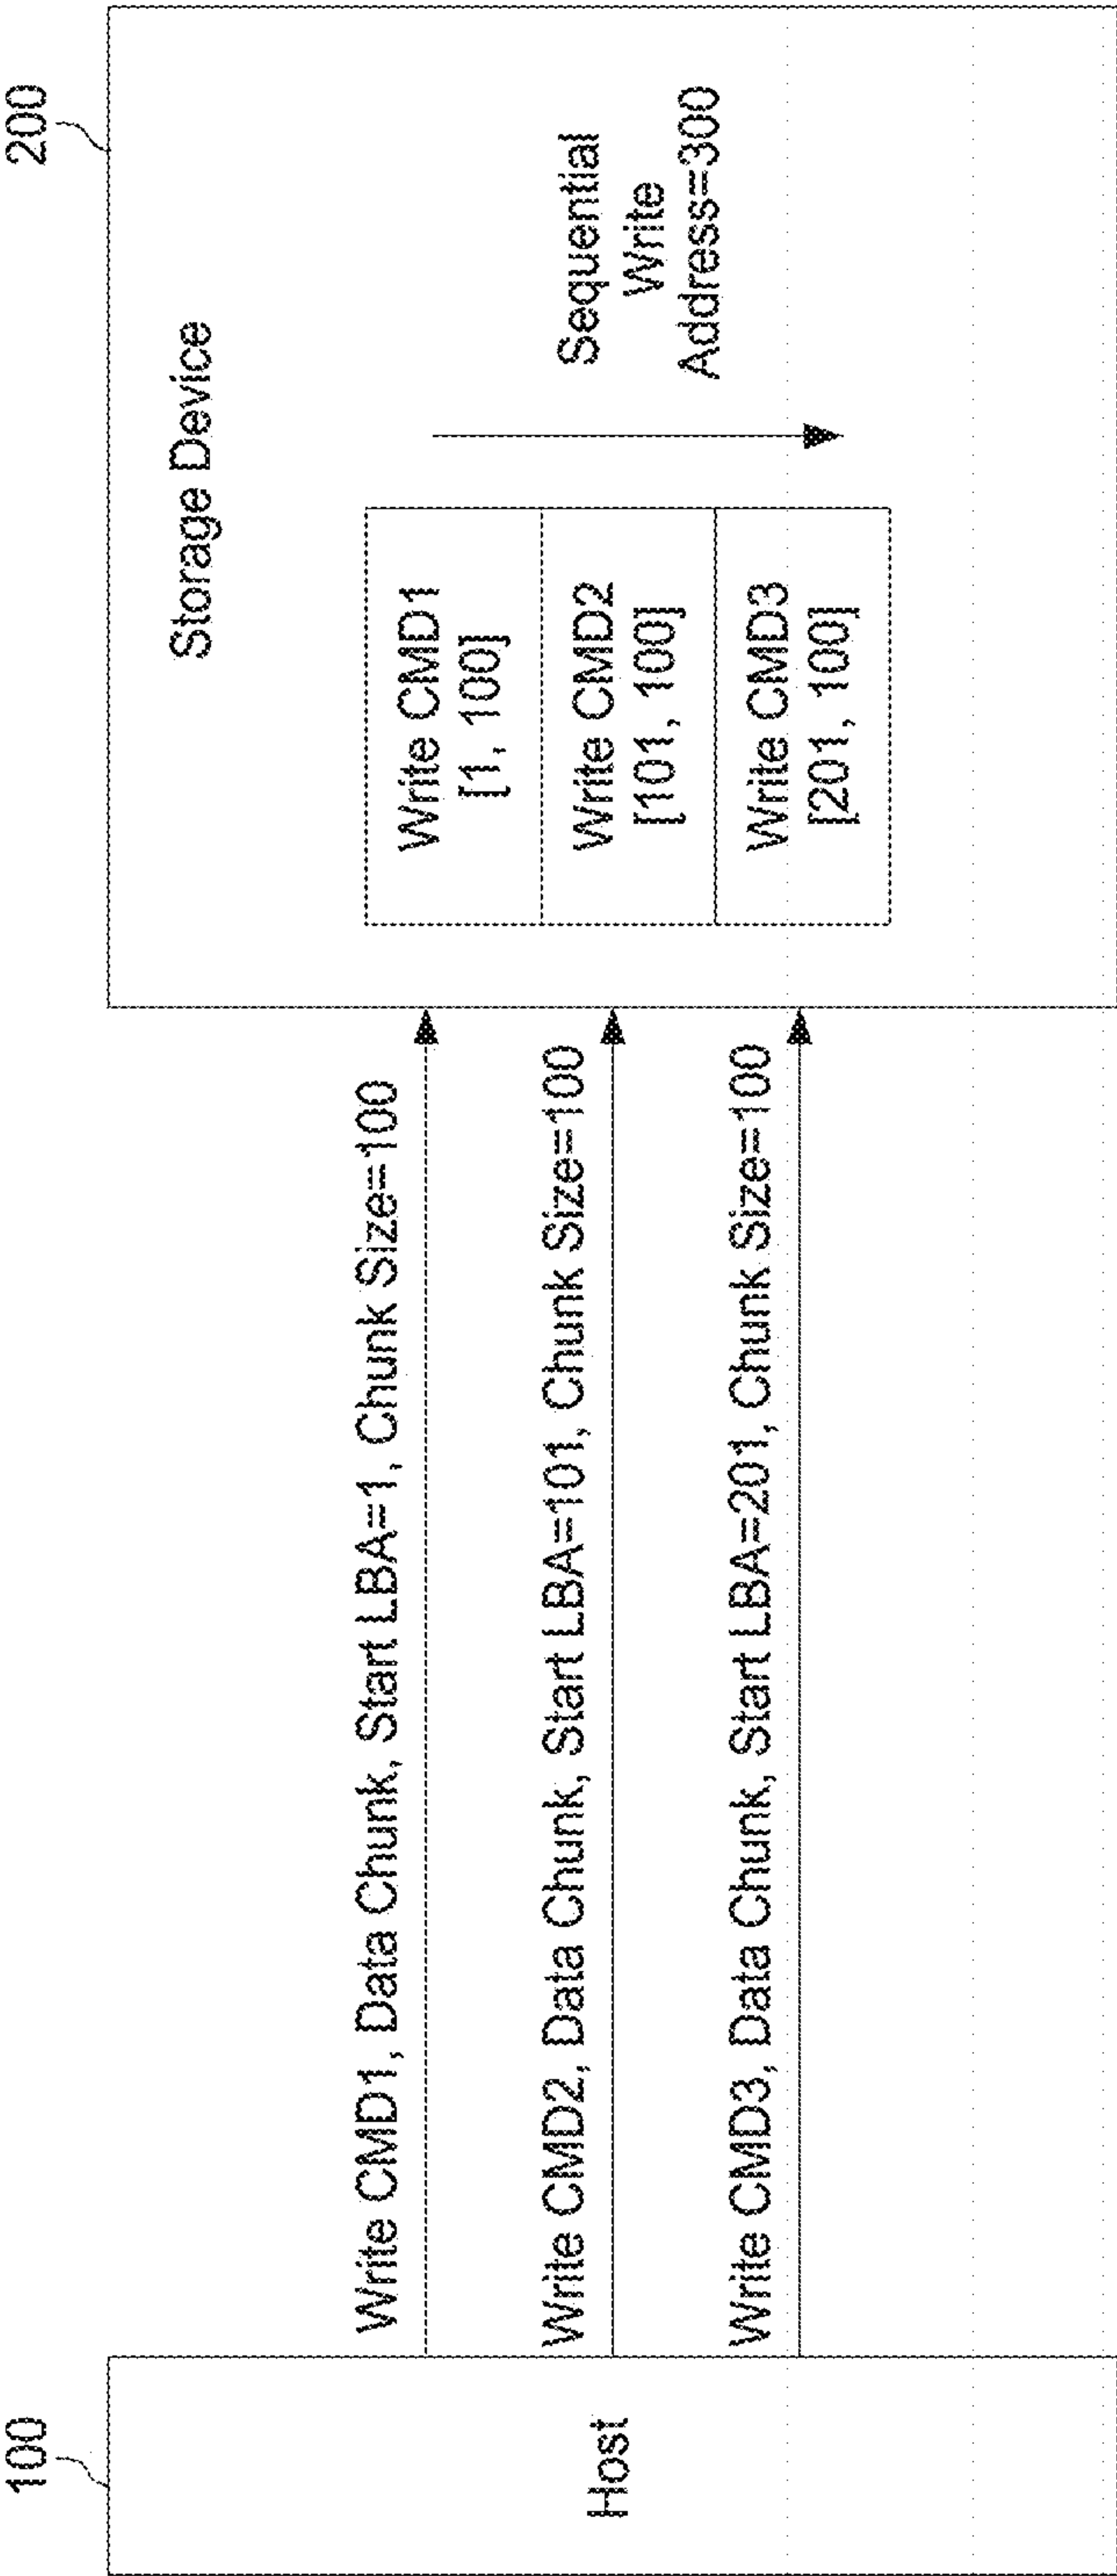 100
200
Host
Storage Device
Write CMD1, Data Chunk, Start LBA=1, Chunk Size=100
Write CMD2, Data Chunk, Start LBA=101, Chunk Size=100
Write CMD3, Data Chunk, Start LBA=201, Chunk Size=100
Write CMD1
[1, 100]
Write CMD2
[101, 100]
Write CMD3
[201, 100]
Sequential
Write
Address=300